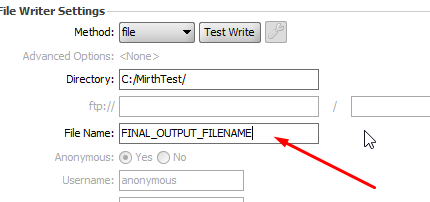 File Writer Settings
Method: file Test Write
Advanced Options: <None>
Directory: C:/MirthTest/
ftp:// /
File Name: FINAL_OUTPUT_FILENAME
Anonymous: Yes No
Username: anonymous